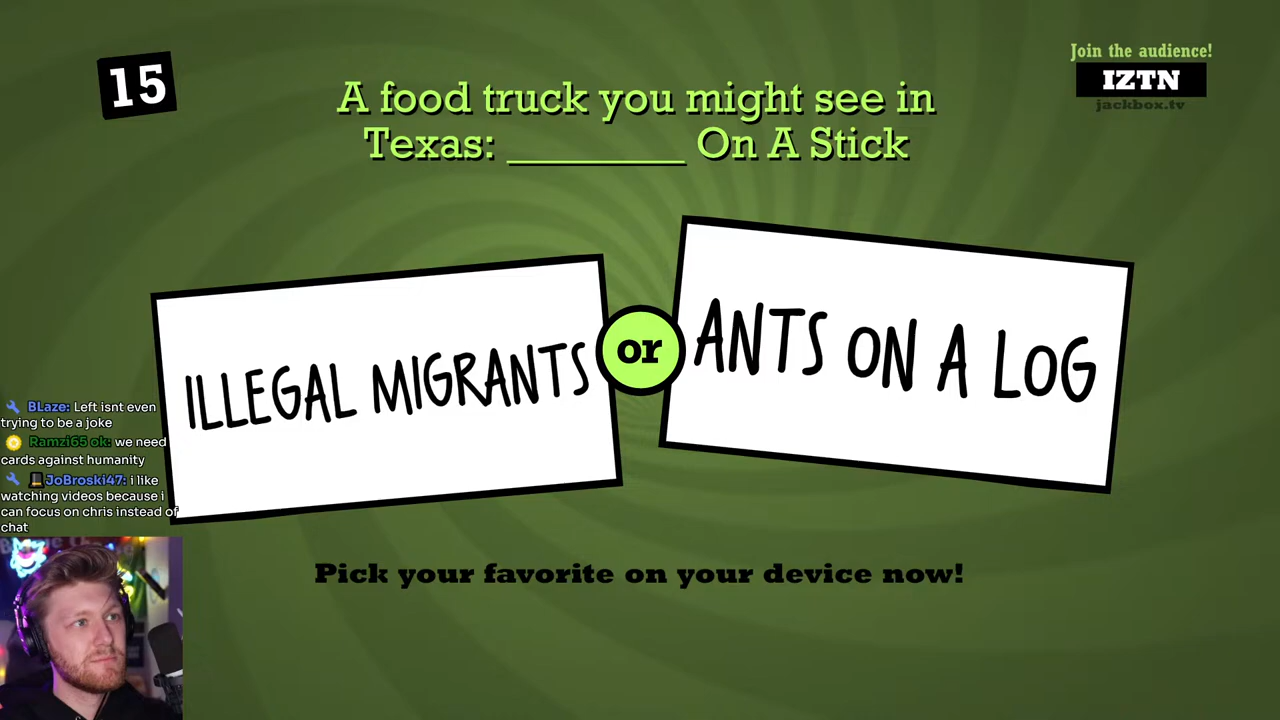 15
A food truck you might see in
Texas: ________ On A Stick
Join the audience!
IZTN
jackbox.tv
ILLEGAL MIGRANTS
or
ANTS ON A LOG
BLaze: Left isnt even
trying to be a joke
Ramzi65 ok: we need
cards against humanity
JoBroski47: i like
watching videos because i
can focus on chris instead of
chat
Pick your favorite on your device now!